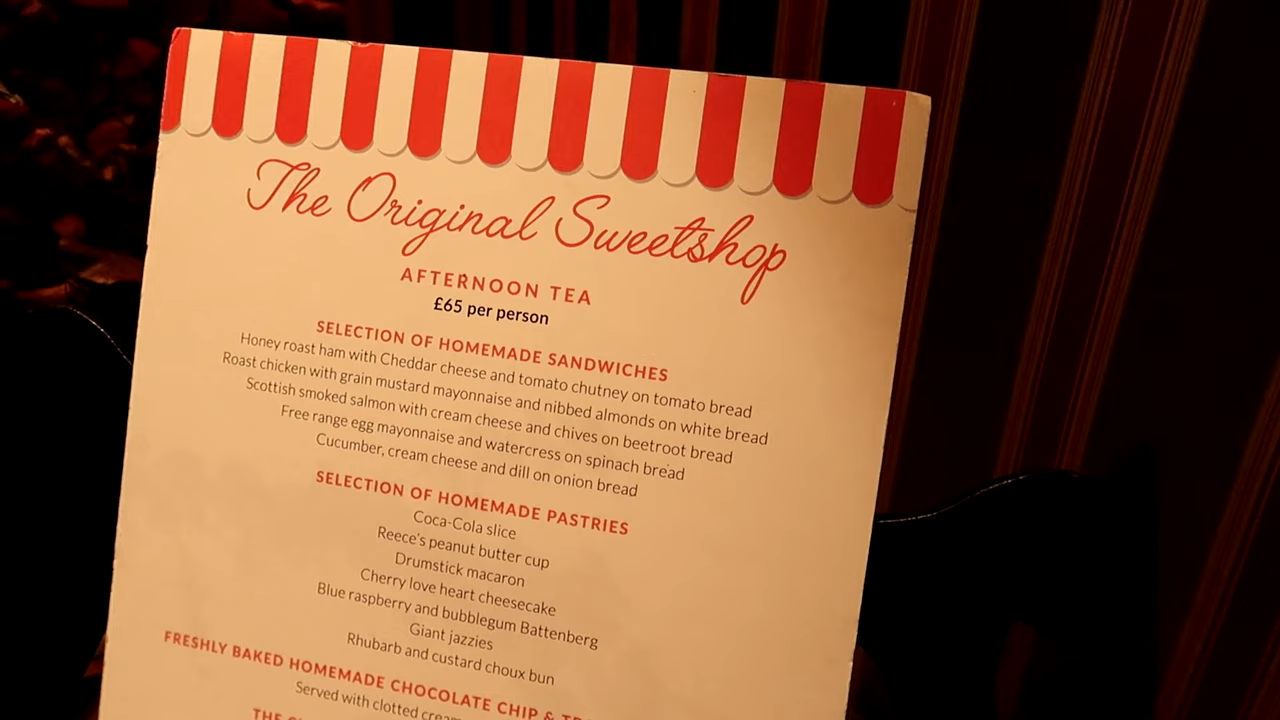 The Original Sweetshop
AFTERNOON TEA
£65 per person
SELECTION OF HOMEMADE SANDWICHES
Honey roast ham with Cheddar cheese and tomato chutney on tomato bread
Roast chicken with grain mustard mayonnaise and nibbed almonds on white bread
Scottish smoked salmon with cream cheese and chives on beetroot bread
Free range egg mayonnaise and watercress on spinach bread
Cucumber, cream cheese and dill on onion bread
SELECTION OF HOMEMADE PASTRIES
Coca-Cola slice
Reece's peanut butter cup
Drumstick macaron
Cherry love heart cheesecake
Blue raspberry and bubblegum Battenberg
Giant jazzies
Rhubarb and custard choux bun
FRESHLY BAKED HOMEMADE CHOCOLATE CHIP &
Served with clotted
THE